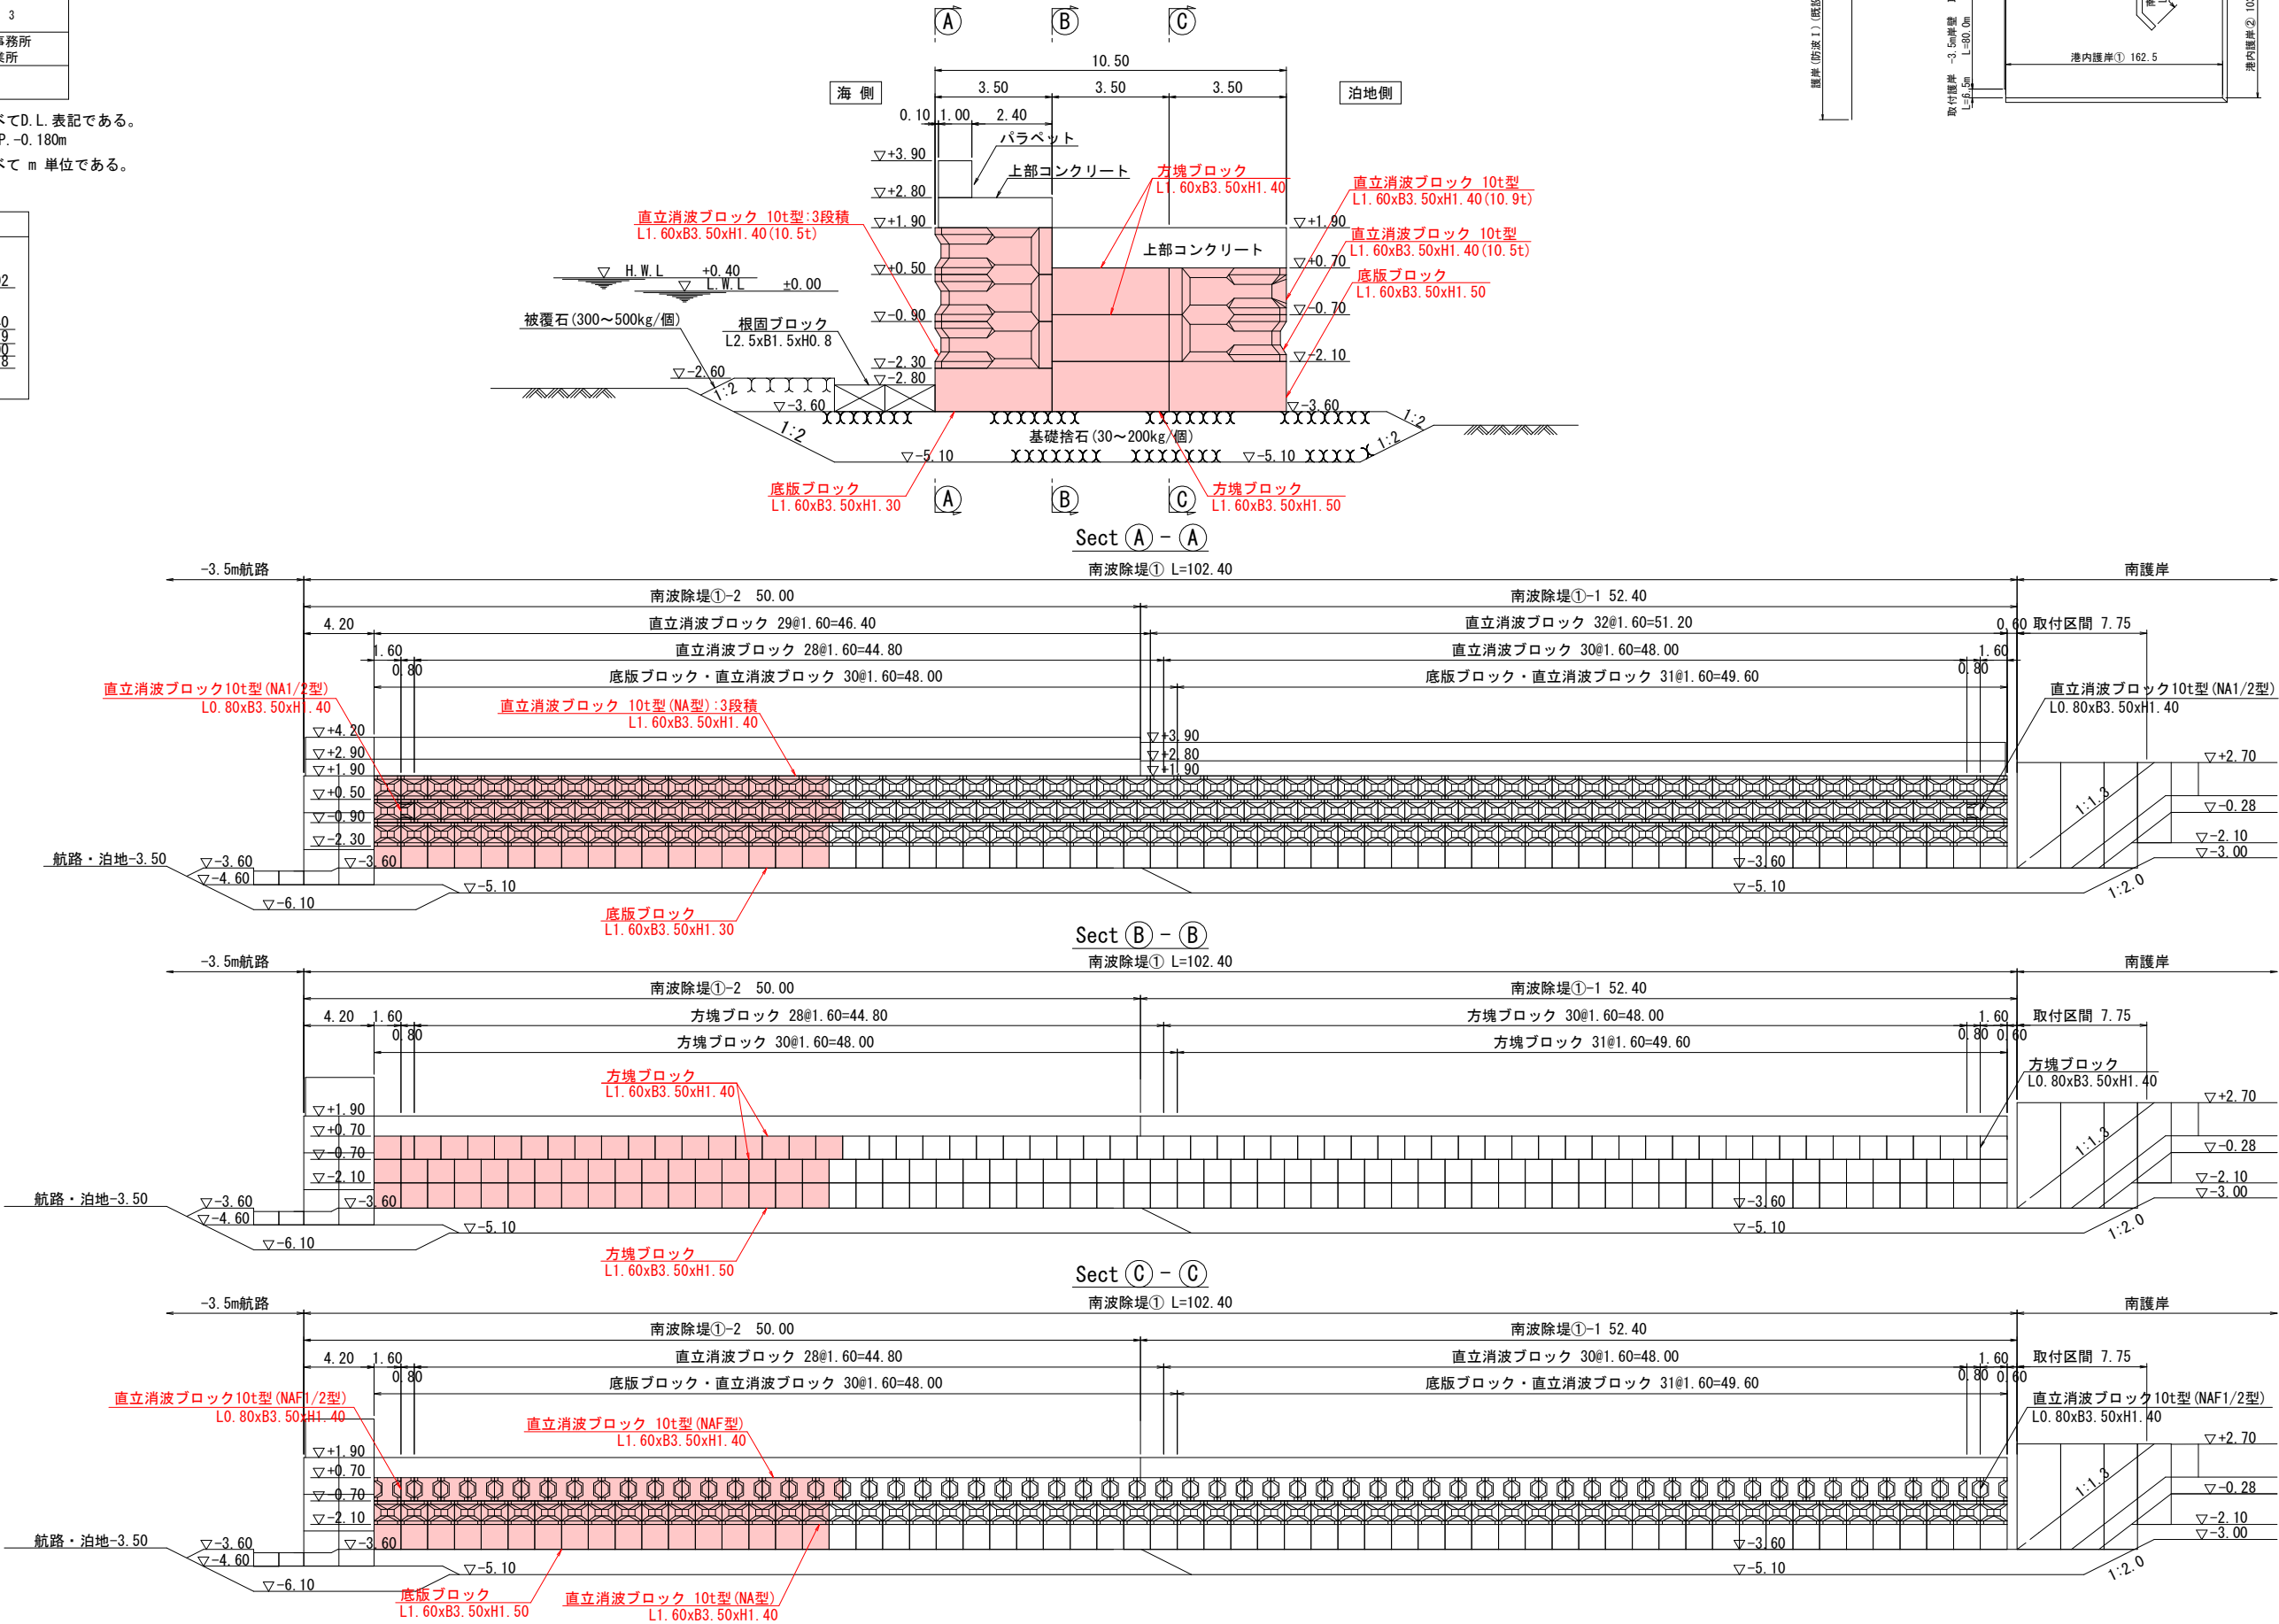 3
務所
業所
べてD.L.表記である。
P.-0.180m
べて m 単位である。
2
0
9
0
8
A
B
C
10.50
海 側
3.50
3.50
3.50
泊地側
0.10
1.00
2.40
パラペット
▽+3.90
上部コンクリート
方塊ブロック
L1.60xB3.50xH1.40
直立消波ブロック 10t型
L1.60xB3.50xH1.40(10.9t)
▽+2.80
直立消波ブロック 10t型:3段積
L1.60xB3.50xH1.40(10.5t)
▽+1.90
▽+1.90
直立消波ブロック 10t型
L1.60xB3.50xH1.40(10.5t)
上部コンクリート
▽ H.W.L +0.40
▽ L.W.L ±0.00
▽+0.50
▽+0.70
底版ブロック
L1.60xB3.50xH1.50
被覆石(300～500kg/個)
根固ブロック
L2.5xB1.5xH0.8
▽-0.90
▽-0.70
▽-2.30
▽-2.10
▽-2.60
▽-2.80
1:2
▽-3.60
▽-3.60
1:2
1:2
基礎捨石(30～200kg/個)
1:2
▽-5.10
▽-5.10
底版ブロック
L1.60xB3.50xH1.30
方塊ブロック
L1.60xB3.50xH1.50
A
B
C
護岸(防波Ⅰ)(既設
取付護岸
L=6.5m
-3.5m岸壁
L=80.0m
港内護岸① 162.5
港内護岸② 10
Sect A - A
-3.5m航路
南波除堤① L=102.40
南護岸
南波除堤①-2 50.00
南波除堤①-1 52.40
4.20
直立消波ブロック 29@1.60=46.40
直立消波ブロック 32@1.60=51.20
0.60
取付区間 7.75
1.60
0.80
直立消波ブロック 28@1.60=44.80
直立消波ブロック 30@1.60=48.00
0.80
1.60
底版ブロック・直立消波ブロック 30@1.60=48.00
底版ブロック・直立消波ブロック 31@1.60=49.60
直立消波ブロック10t型(NA1/2型)
L0.80xB3.50xH1.40
直立消波ブロック 10t型(NA型):3段積
L1.60xB3.50xH1.40
直立消波ブロック10t型(NA1/2型)
L0.80xB3.50xH1.40
▽+4.20
▽+3.90
▽+2.90
▽+2.80
▽+2.70
▽+1.90
▽+1.90
▽+0.50
▽-0.90
▽-2.30
1:1.3
▽-0.28
▽-2.10
▽-3.00
航路・泊地-3.50
▽-3.60
▽-3.60
▽-3.60
▽-4.60
▽-5.10
▽-5.10
▽-6.10
1:2.0
底版ブロック
L1.60xB3.50xH1.30
Sect B - B
-3.5m航路
南波除堤① L=102.40
南護岸
南波除堤①-2 50.00
南波除堤①-1 52.40
4.20
1.60
0.80
方塊ブロック 28@1.60=44.80
方塊ブロック 30@1.60=48.00
0.80
1.60
0.60
取付区間 7.75
方塊ブロック 30@1.60=48.00
方塊ブロック 31@1.60=49.60
方塊ブロック
L1.60xB3.50xH1.40
方塊ブロック
L0.80xB3.50xH1.40
▽+1.90
▽+2.70
▽+0.70
▽-0.70
▽-2.10
1:1.3
▽-0.28
▽-2.10
▽-3.00
航路・泊地-3.50
▽-3.60
▽-3.60
▽-3.60
▽-4.60
▽-5.10
▽-5.10
▽-6.10
1:2.0
方塊ブロック
L1.60xB3.50xH1.50
Sect C - C
-3.5m航路
南波除堤① L=102.40
南護岸
南波除堤①-2 50.00
南波除堤①-1 52.40
4.20
1.60
0.80
直立消波ブロック 28@1.60=44.80
直立消波ブロック 30@1.60=48.00
0.80
1.60
0.60
取付区間 7.75
底版ブロック・直立消波ブロック 30@1.60=48.00
底版ブロック・直立消波ブロック 31@1.60=49.60
直立消波ブロック10t型(NAF1/2型)
L0.80xB3.50xH1.40
直立消波ブロック 10t型(NAF型)
L1.60xB3.50xH1.40
直立消波ブロック10t型(NAF1/2型)
L0.80xB3.50xH1.40
▽+1.90
▽+2.70
▽+0.70
▽-0.70
▽-2.10
1:1.3
▽-0.28
▽-2.10
▽-3.00
航路・泊地-3.50
▽-3.60
▽-3.60
▽-3.60
▽-4.60
▽-5.10
▽-5.10
▽-6.10
1:2.0
底版ブロック
L1.60xB3.50xH1.50
直立消波ブロック 10t型(NA型)
L1.60xB3.50xH1.40